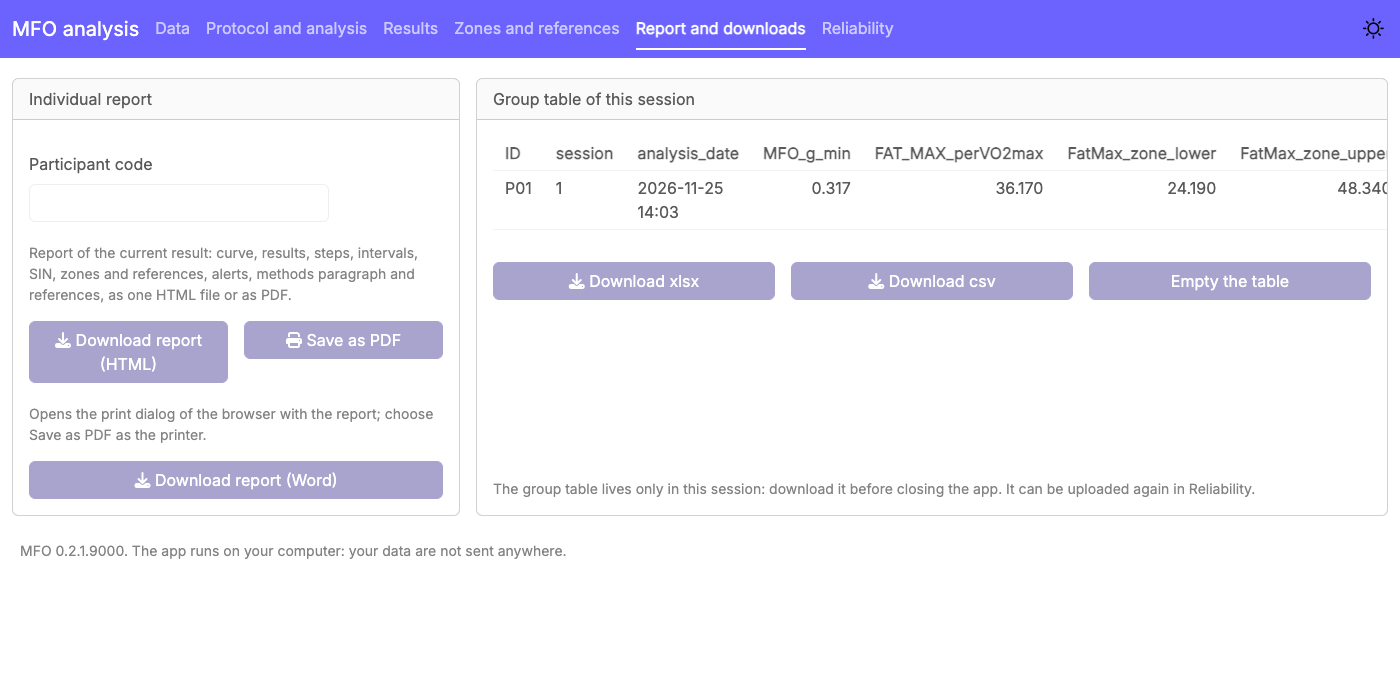 MFO analysis Data Protocol and analysis Results Zones and references Report and downloads Reliability
Individual report
Participant code
Report of the current result: curve, results, steps, intervals,
SIN, zones and references, alerts, methods paragraph and
references, as one HTML file or as PDF.
Download report
(HTML)
Save as PDF
Opens the print dialog of the browser with the report; choose
Save as PDF as the printer.
Download report (Word)
Group table of this session
ID session analysis_date MFO_g_min FAT_MAX_perVO2max FatMax_zone_lower FatMax_zone_upper
P01 1 2026-11-25 0.317 36.170 24.190 48.340
14:03
Download xlsx Download csv Empty the table
The group table lives only in this session: download it before closing the app. It can be uploaded again in Reliability.
MFO 0.2.1.9000. The app runs on your computer: your data are not sent anywhere.